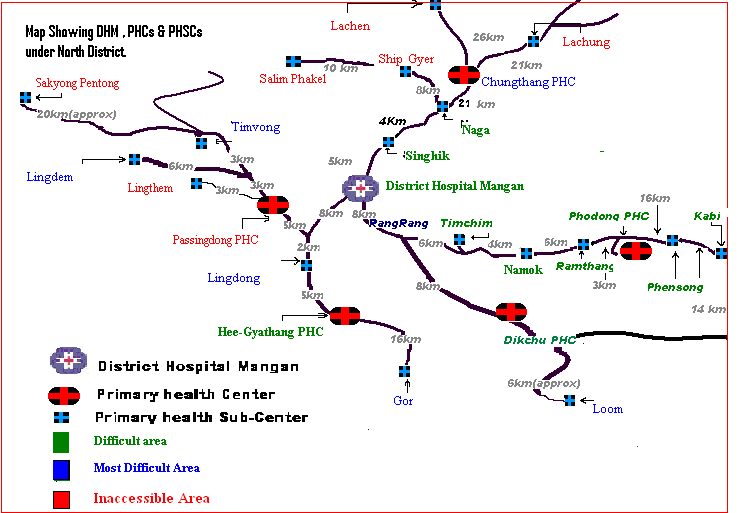 Map Showing DHM , PHCs & PHSCs
under North District.
Lachen
26km
Lachung
21km
10 km
Ship Gyer
Salim Phakel
Chungthang PHC
8km
Sakyong Pentong
21 km
20km(approx)
4Km
Naga
Timvong
Singhik
3km
5km
6km
Lingdem
Lingthem
3km
3km
District Hospital Mangan
16km
8km
8km
RangRang
Timchim
Phodong PHC
Kabi
5km
Passingdong PHC
6km
4km
6km
2km
Namok
Ramthang
Lingdong
3km
Phensong
8km
5km
14 km
Hee-Gyathang PHC
16km
Dikchu PHC
District Hospital Mangan
6km(approx)
Primary health Center
Gor
Loom
Primary health Sub-Center
Difficult area
Most Difficult Area
Inaccessible Area